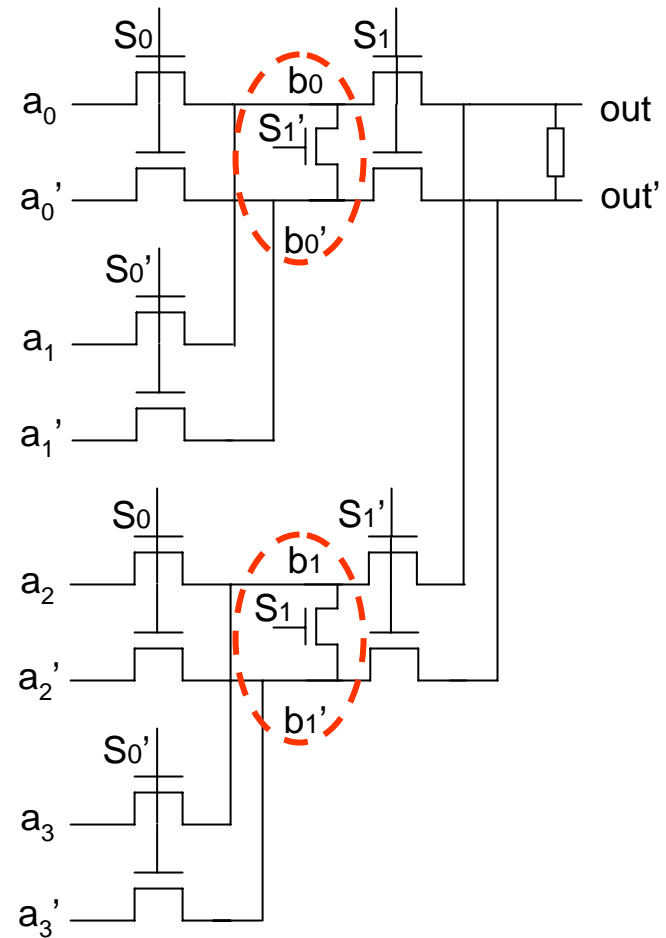 S₀ S₁
a₀ b₀ out
S₁’
a₀’ b₀’ out’
S₀’
a₁
a₁’
S₀ S₁’
a₂ b₁
S₁
a₂’ b₁’
S₀’
a₃
a₃’